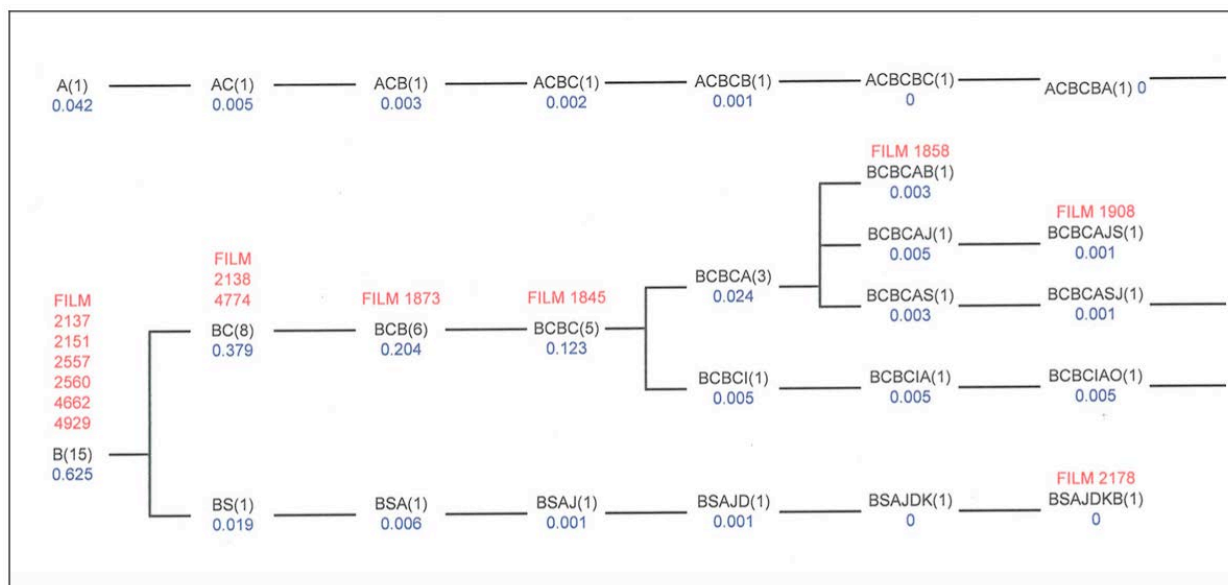 A(1)
0.042
AC(1)
0.005
ACB(1)
0.003
ACBC(1)
0.002
ACBCB(1)
0.001
ACBCBC(1)
0
ACBCBA(1) 0
FILM 1858
BCBCAB(1)
0.003
FILM 1908
BCBCAJ(1)
0.005
BCBCAJS(1)
0.001
BCBCA(3)
0.024
BCBCAS(1)
0.003
BCBCASJ(1)
0.001
FILM
2137
2151
2557
2560
4662
4929
B(15)
0.625
FILM
2138
4774
BC(8)
0.379
FILM 1873
BCB(6)
0.204
FILM 1845
BCBC(5)
0.123
BCBCI(1)
0.005
BCBCIA(1)
0.005
BCBCIAO(1)
0.005
BS(1)
0.019
BSA(1)
0.006
BSAJ(1)
0.001
BSAJD(1)
0.001
BSAJDK(1)
0
FILM 2178
BSAJDKB(1)
0